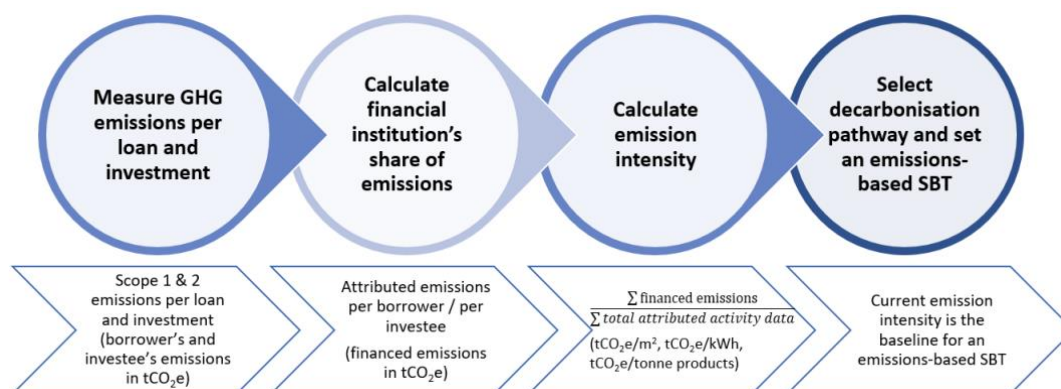 Measure GHG
emissions per
loan and
investment
Calculate
financial
institution's
share of
emissions
Calculate
emission
intensity
Select
decarbonisation
pathway and set
an emissions-
based SBT
Scope 1 & 2
emissions per loan
and investment
(borrower's and
investee's emissions
in tCO₂e)
Attributed emissions
per borrower / per
investee
(financed emissions
in tCO₂e)
∑ financed emissions
∑ total attributed activity data
(tCO₂e/m², tCO₂e/kWh,
tCO₂e/tonne products)
Current emission
intensity is the
baseline for an
emissions-based SBT